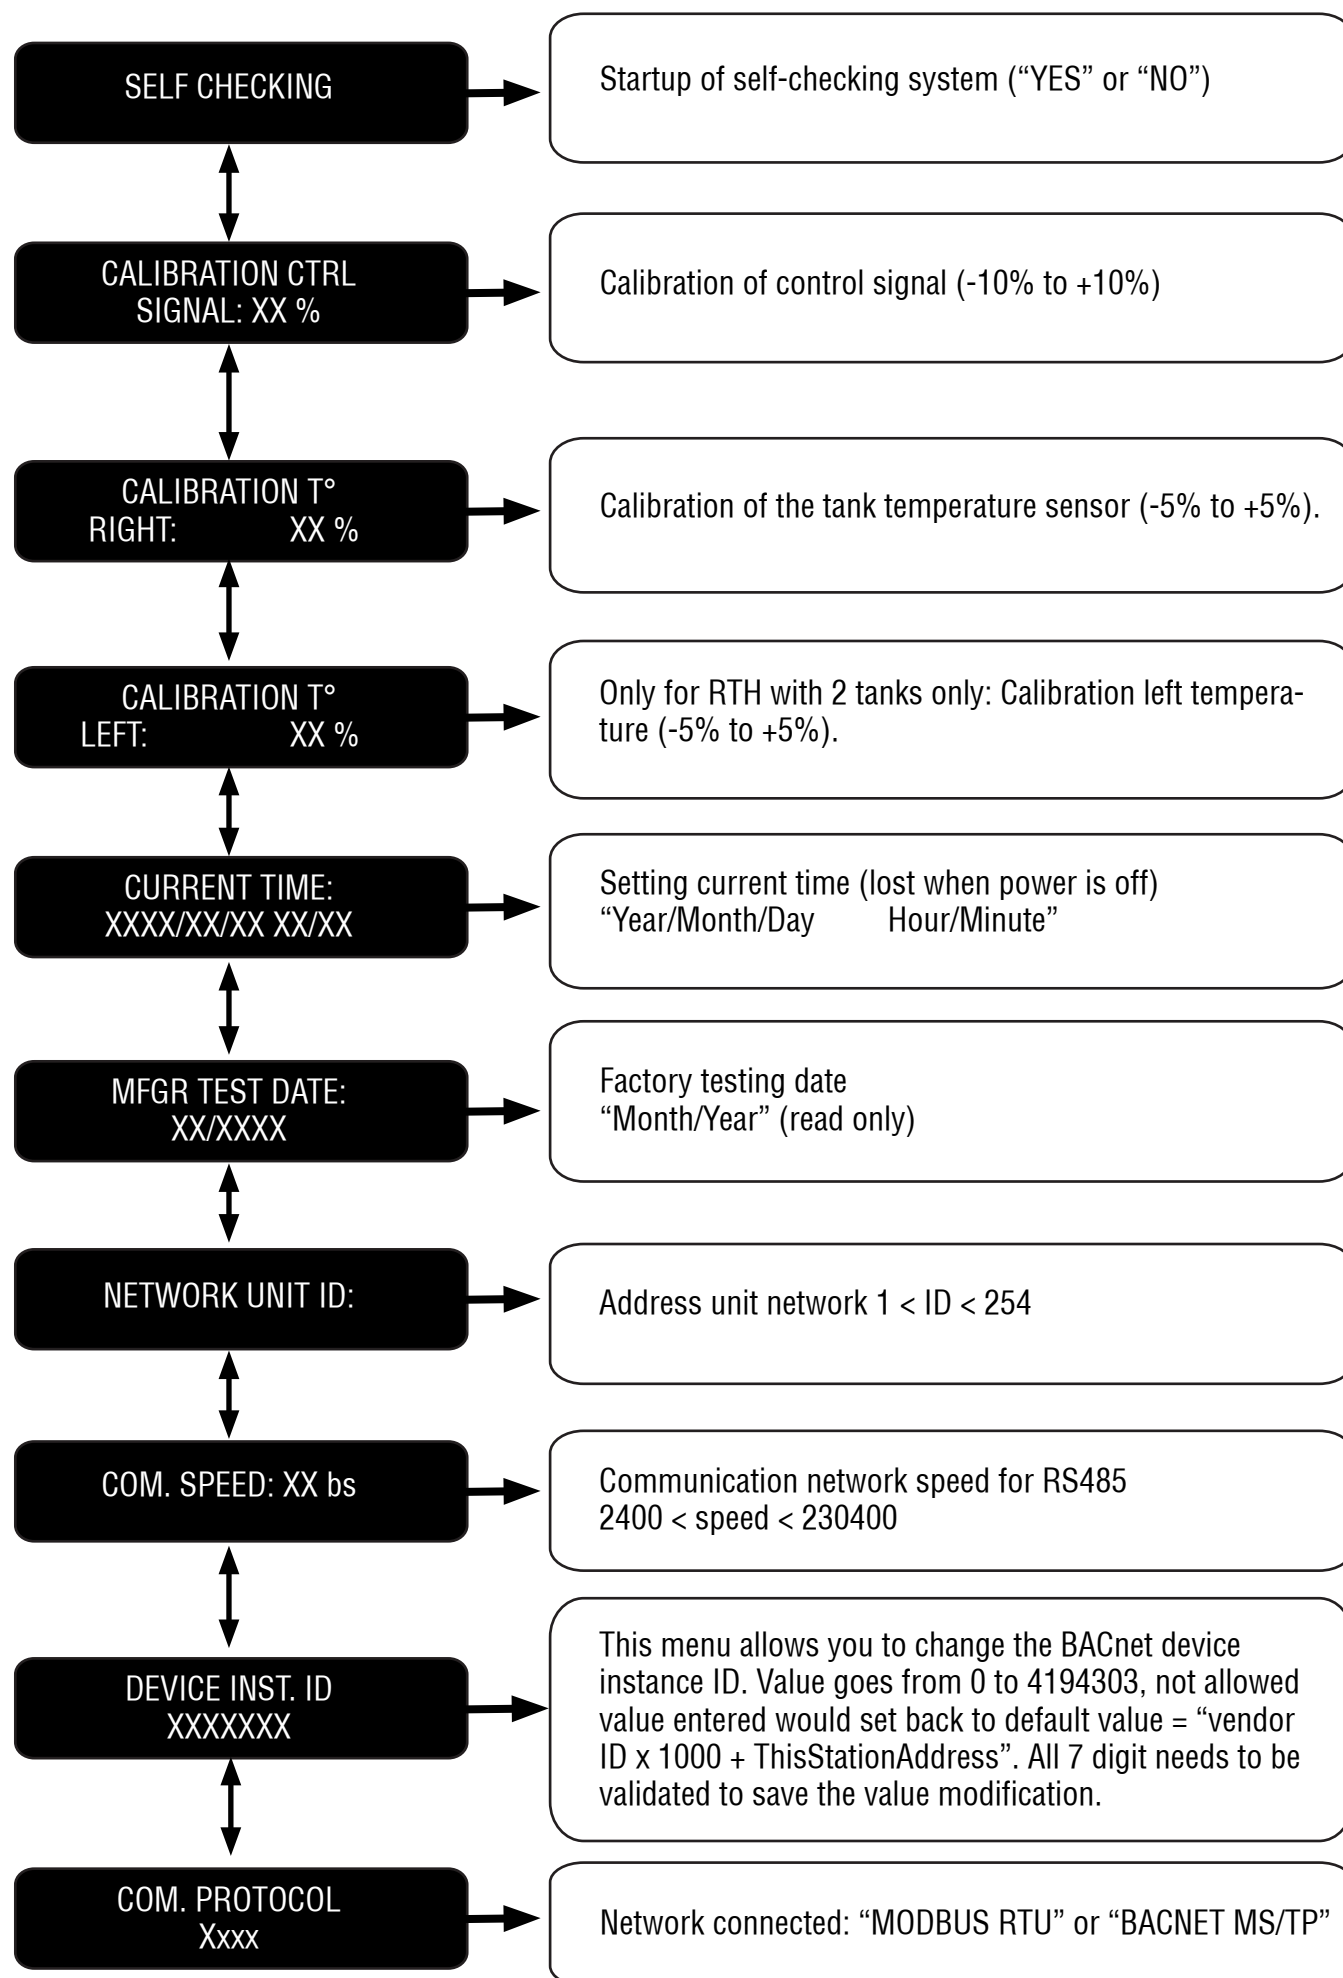 SELF CHECKING
Startup of self-checking system (“YES” or “NO”)
CALIBRATION CTRL
SIGNAL: XX %
Calibration of control signal (-10% to +10%)
CALIBRATION T°
RIGHT: XX %
Calibration of the tank temperature sensor (-5% to +5%).
CALIBRATION T°
LEFT: XX %
Only for RTH with 2 tanks only: Calibration left tempera-
ture (-5% to +5%).
CURRENT TIME:
XXXX/XX/XX XX/XX
Setting current time (lost when power is off)
“Year/Month/Day Hour/Minute”
MFGR TEST DATE:
XX/XXXX
Factory testing date
“Month/Year” (read only)
NETWORK UNIT ID:
Address unit network 1 < ID < 254
COM. SPEED: XX bs
Communication network speed for RS485
2400 < speed < 230400
DEVICE INST. ID
XXXXXXX
This menu allows you to change the BACnet device
instance ID. Value goes from 0 to 4194303, not allowed
value entered would set back to default value = “vendor
ID x 1000 + ThisStationAddress”. All 7 digit needs to be
validated to save the value modification.
COM. PROTOCOL
Xxxx
Network connected: “MODBUS RTU” or “BACNET MS/TP”